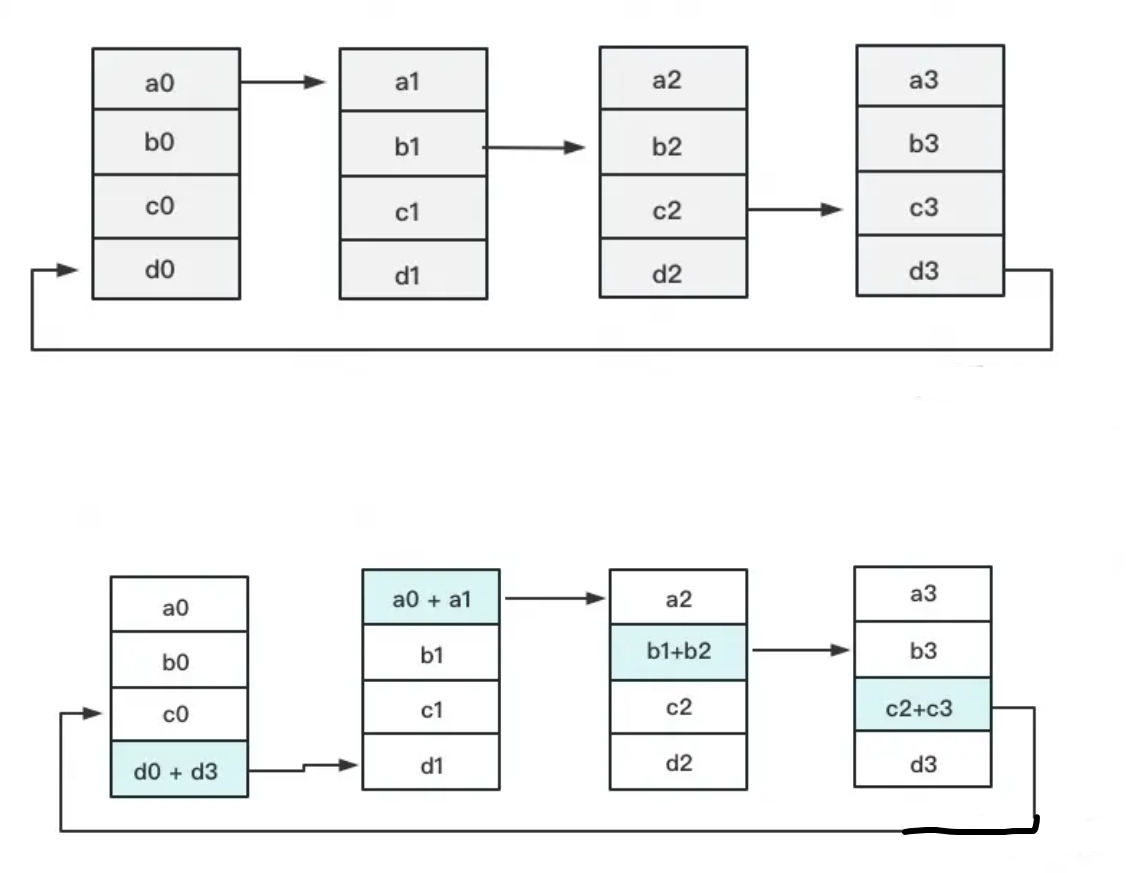 a0 a1 a2 a3
b0 b1 b2 b3
c0 c1 c2 c3
d0 d1 d2 d3
a0 a0 + a1 a2 a3
b0 b1 b1+b2 b3
c0 c1 c2 c2+c3
d0 + d3 d1 d2 d3